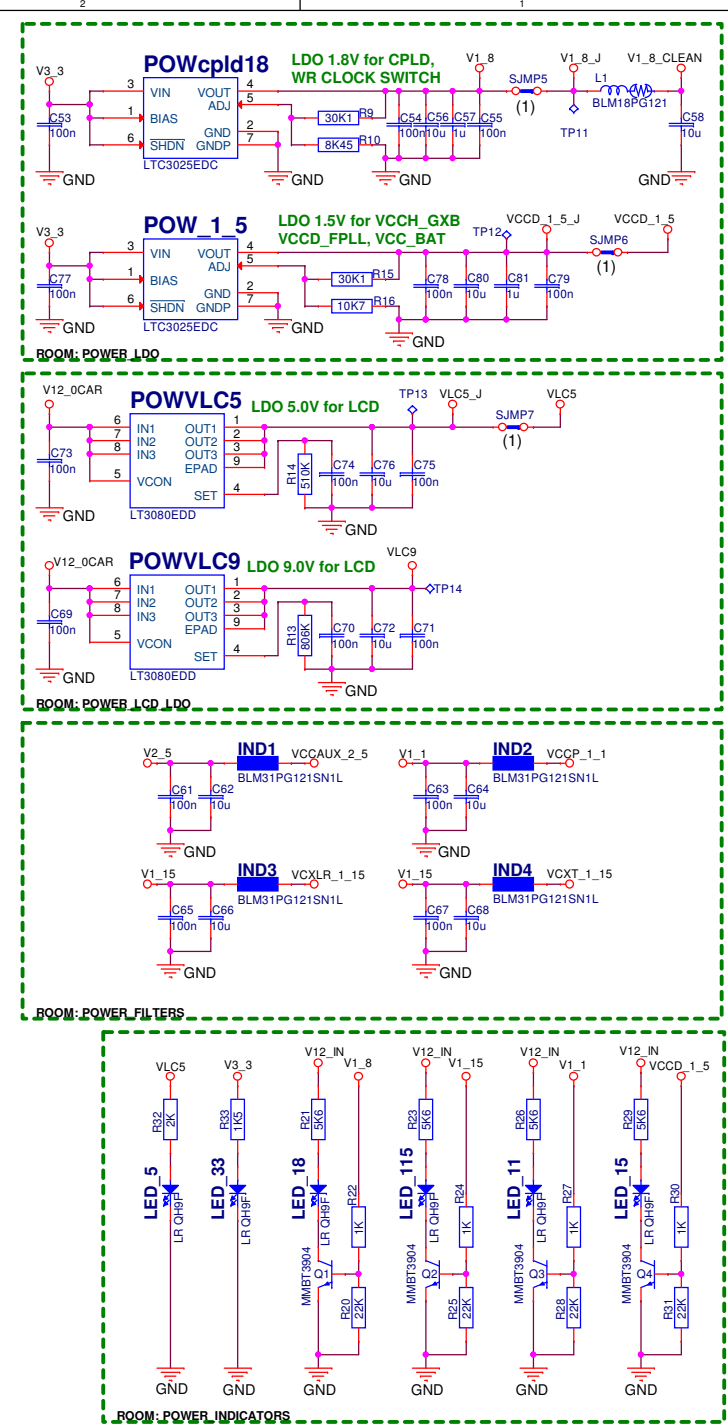 2
1
POWcpld18
LDO 1.8V for CPLD,
WR CLOCK SWITCH
V3_3
V1_8
V1_8_J
V1_8_CLEAN
SJMP5
(1)
L1
BLM18PG121
TP11
C53
100n
3
1
6
VIN
BIAS
SHDN
VOUT
ADJ
GND
GNDP
4
5
2
7
LTC3025EDC
30K1
R9
8K45
R10
C54
100n
C56
10u
C57
1u
C55
100n
C58
10u
GND
GND
GND
GND
POW_1_5
LDO 1.5V for VCCH_GXB
VCCD_FPLL, VCC_BAT
V3_3
TP12
VCCD_1_5_J
VCCD_1_5
SJMP6
(1)
C77
100n
3
1
6
VIN
BIAS
SHDN
VOUT
ADJ
GND
GNDP
4
5
2
7
LTC3025EDC
30K1
R15
10K7
R16
C78
100n
C80
10u
C81
1u
C79
100n
GND
GND
GND
ROOM: POWER_LDO
V12_0CAR
POWVLC5
LDO 5.0V for LCD
TP13
VLC5_J
VLC5
SJMP7
(1)
C73
100n
6
7
8
5
IN1
IN2
IN3
VCON
OUT1
OUT2
OUT3
EPAD
SET
1
2
3
9
4
LT3080EDD
R14
510K
C74
100n
C76
10u
C75
100n
GND
GND
V12_0CAR
POWVLC9
LDO 9.0V for LCD
VLC9
TP14
C69
100n
6
7
8
5
IN1
IN2
IN3
VCON
OUT1
OUT2
OUT3
EPAD
SET
1
2
3
9
4
LT3080EDD
R13
806K
C70
100n
C72
10u
C71
100n
GND
GND
ROOM: POWER_LCD_LDO
V2_5
IND1
VCCAUX_2_5
BLM31PG121SN1L
C61
100n
C62
10u
GND
V1_1
IND2
VCCP_1_1
BLM31PG121SN1L
C63
100n
C64
10u
GND
V1_15
IND3
VCXLR_1_15
BLM31PG121SN1L
C65
100n
C66
10u
GND
V1_15
IND4
VCXT_1_15
BLM31PG121SN1L
C67
100n
C68
10u
GND
ROOM: POWER_FILTERS
VLC5
R32
2K
LED_5
LR QH9F
GND
V3_3
R33
1K5
LED_33
LR QH9F
GND
V12_IN
V1_8
R21
5K6
LED_18
LR QH9F
R22
1K
MMBT3904
Q1
R20
22K
GND
V12_IN
V1_15
R23
5K6
LED_115
LR QH9F
R24
1K
MMBT3904
Q2
R25
22K
GND
V12_IN
V1_1
R26
5K6
LED_11
LR QH9F
R27
1K
MMBT3904
Q3
R28
22K
GND
V12_IN
VCCD_1_5
R29
5K6
LED_15
LR QH9F
R30
1K
MMBT3904
Q4
R31
22K
GND
ROOM: POWER_INDICATORS